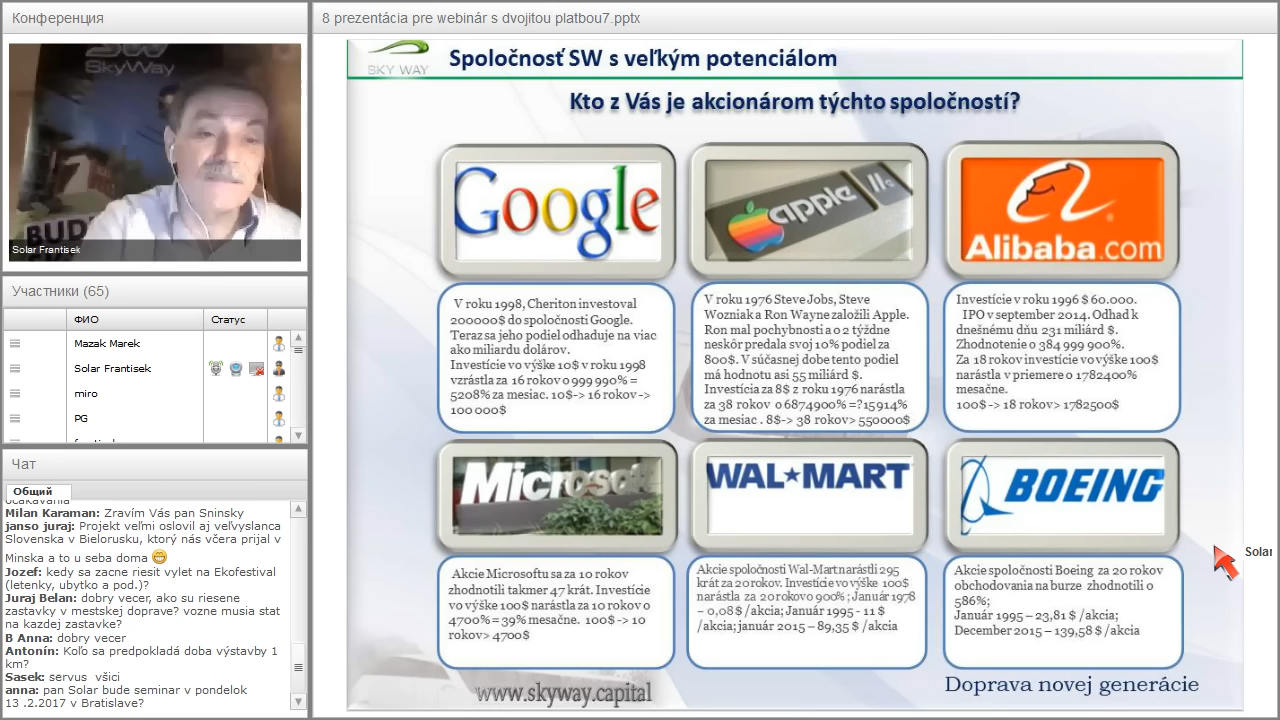 Конференция
SkyWay
BUD
Solar Frantisek
Участники (65)
ФИО
Статус
Mazak Marek
Solar Frantisek
miro
PG
Чат
Общий
Milan Karaman: Zravím Vás pan Sninsky
janso juraj: Projekt veľmi oslovil aj veľvyslanca
Slovenska v Bielorusku, ktorý nás včera prijal v
Minska a to u seba doma
Jozef: kedy sa zacne riesit vylet na Ekofestival
(letenky, ubytko a pod.)?
Juraj Belan: dobry vecer, ako su riesene
zastavky v mestskej doprave? vozne musia stat
na kazdej zastavke?
B Anna: dobry vecer
Antonín: Koľo sa predpokladá doba výstavby 1
km?
Sasek: servus všici
anna: pan Solar bude seminar v pondelok
13 .2.2017 v Bratislave?
8 prezentácia pre webinár s dvojitou platbou7.pptx
SKY WAY
Spoločnosť SW s veľkým potenciálom
Kto z Vás je akcionárom týchto spoločností?
Google
apple
Alibaba.com
V roku 1998, Cheriton investoval
200000$ do spoločnosti Google.
Teraz sa jeho podiel odhaduje na viac
ako miliardu dolárov.
Investície vo výške 10$ v roku 1998
vzrástla za 16 rokov o 999 990% =
5208% za mesiac. 10$-> 16 rokov ->
100 000$
V roku 1976 Steve Jobs, Steve
Wozniak a Ron Wayne založili Apple.
Ron mal pochybnosti a o 2 týždne
neskôr predala svoj 10% podiel za
800$. V súčasnej dobe tento podiel
má hodnotu asi 55 miliárd $.
Investícia za 8$ z roku 1976 narástla
za 38 rokov o 6874900% =?15914%
za mesiac . 8$-> 38 rokov> 550000$
Investície v roku 1996 $ 60.000.
IPO v september 2014. Odhad k
dnešnému dňu 231 miliárd $.
Zhodnotenie o 384 999 900%.
Za 18 rokov investície vo výške 100$
narástla v priemere o 1782400%
mesačne.
100$ -> 18 rokov> 1782500$
Microsoft
WAL★MART
BOEING
Akcie Microsoftu sa za 10 rokov
zhodnotili takmer 47 krát. Investície
vo výške 100$ narástla za 10 rokov o
4700% = 39% mesačne. 100$ -> 10
rokov> 4700$
Akcie spoločnosti Wal-Mart narástli 295
krát za 20 rokov. Investície vo výške 100$
narástla za 20 rokov o 900% ; Január 1978
– 0,08 $ /akcia; Január 1995 - 11 $
/akcia; január 2015 – 89,35 $ /akcia
Akcie spoločnosti Boeing za 20 rokov
obchodovania na burze zhodnotili o
586%;
Január 1995 – 23,81 $ /akcia;
December 2015 – 139,58 $ /akcia
Solar
www.skyway.capital
Doprava novej generácie